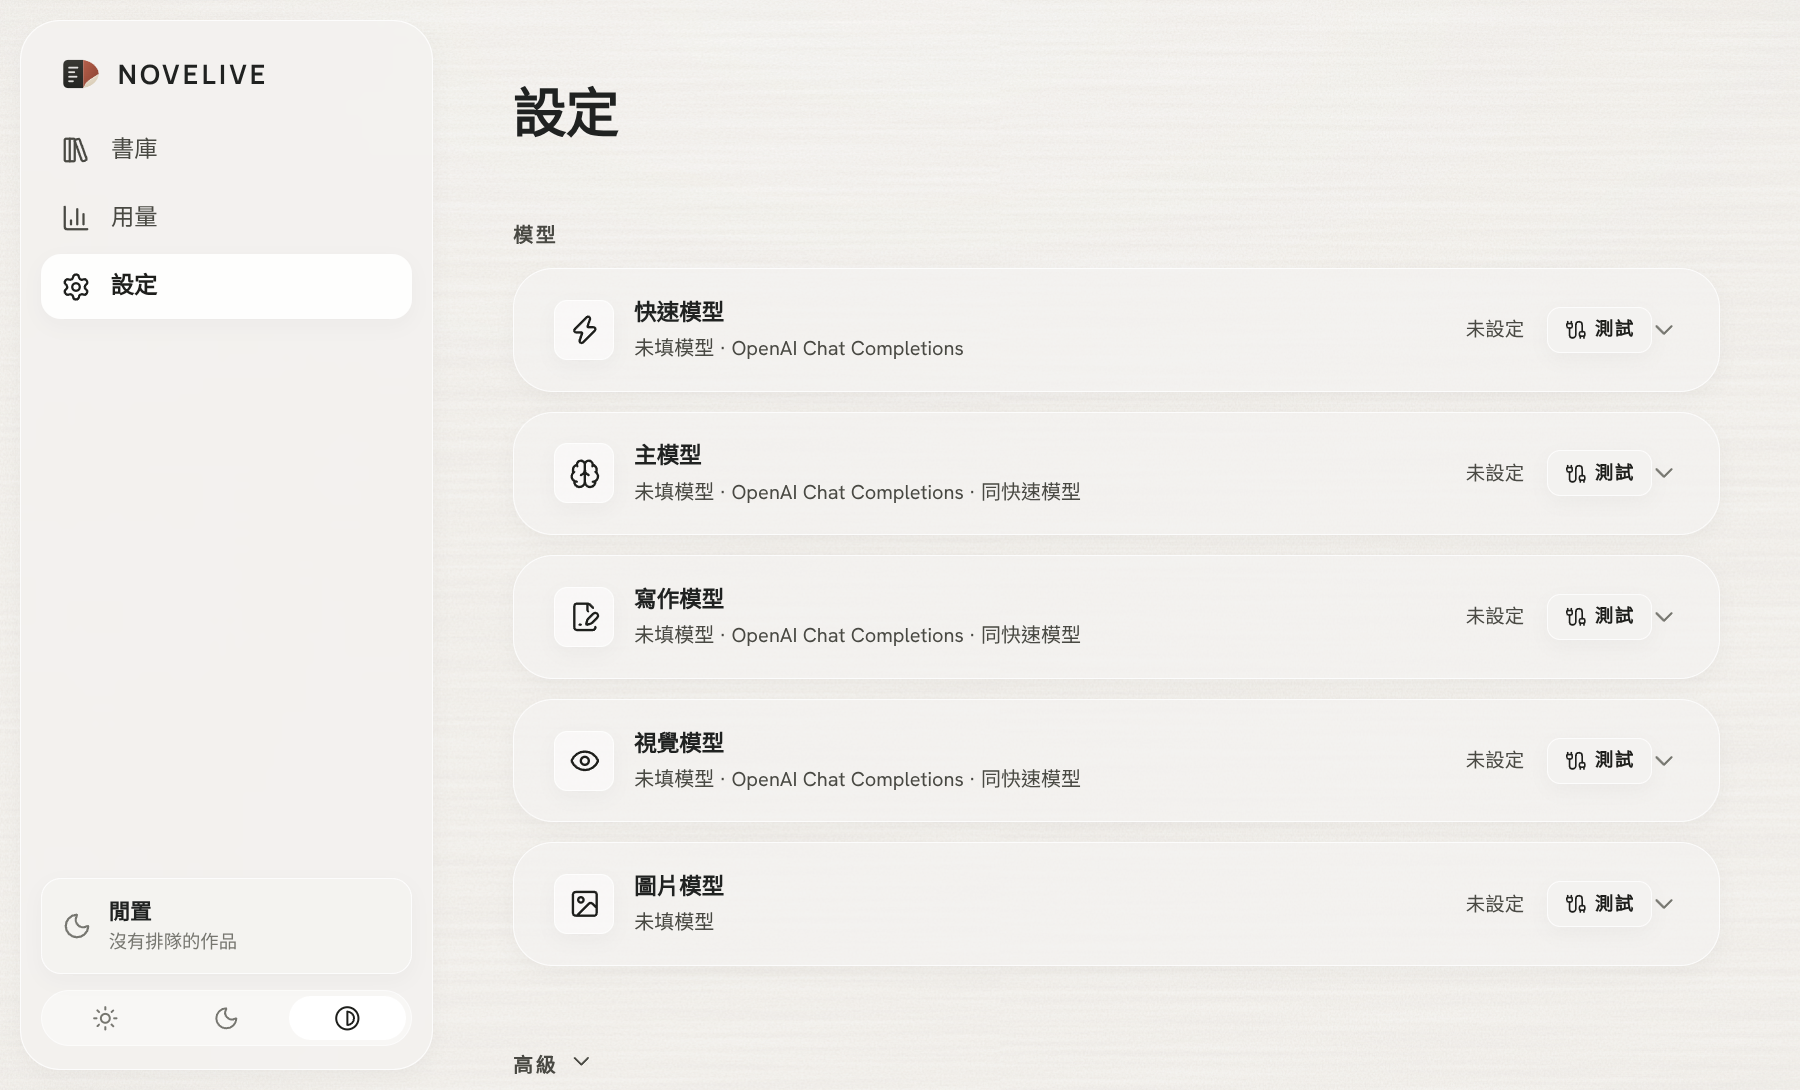 NOVELIVE
書庫
用量
設定
閒置
沒有排隊的作品
設定
模型
快速模型
未填模型 · OpenAI Chat Completions
未設定
測試
主模型
未填模型 · OpenAI Chat Completions · 同快速模型
未設定
測試
寫作模型
未填模型 · OpenAI Chat Completions · 同快速模型
未設定
測試
視覺模型
未填模型 · OpenAI Chat Completions · 同快速模型
未設定
測試
圖片模型
未填模型
未設定
測試
高級